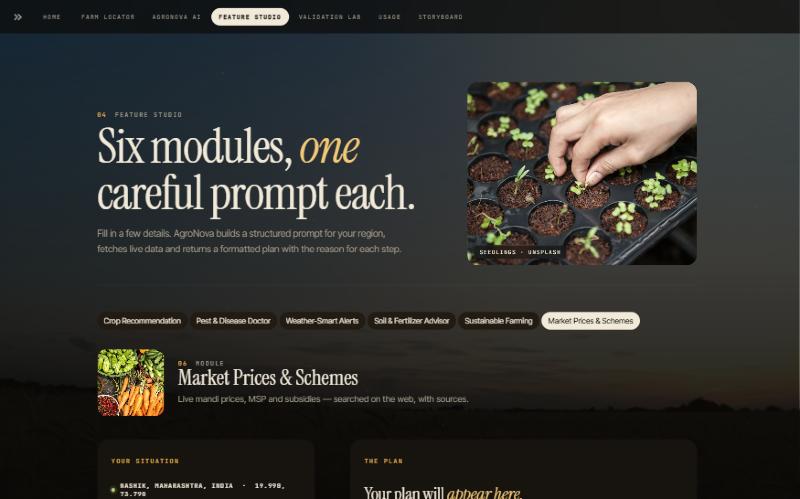 HOME FARM LOCATOR AGRONOVA AI FEATURE STUDIO VALIDATION LAB USAGE STORYBOARD
04 FEATURE STUDIO
Six modules, one
careful prompt each.
Fill in a few details. AgroNova builds a structured prompt for your region,
fetches live data and returns a formatted plan with the reason for each step.
SEEDLINGS · UNSPLASH
Crop Recommendation Pest & Disease Doctor Weather-Smart Alerts Soil & Fertilizer Advisor Sustainable Farming Market Prices & Schemes
06 MODULE
Market Prices & Schemes
Live mandi prices, MSP and subsidies — searched on the web, with sources.
YOUR SITUATION
NASHIK, MAHARASHTRA, INDIA · 19.998,
73.790
THE PLAN
Your plan will appear here.